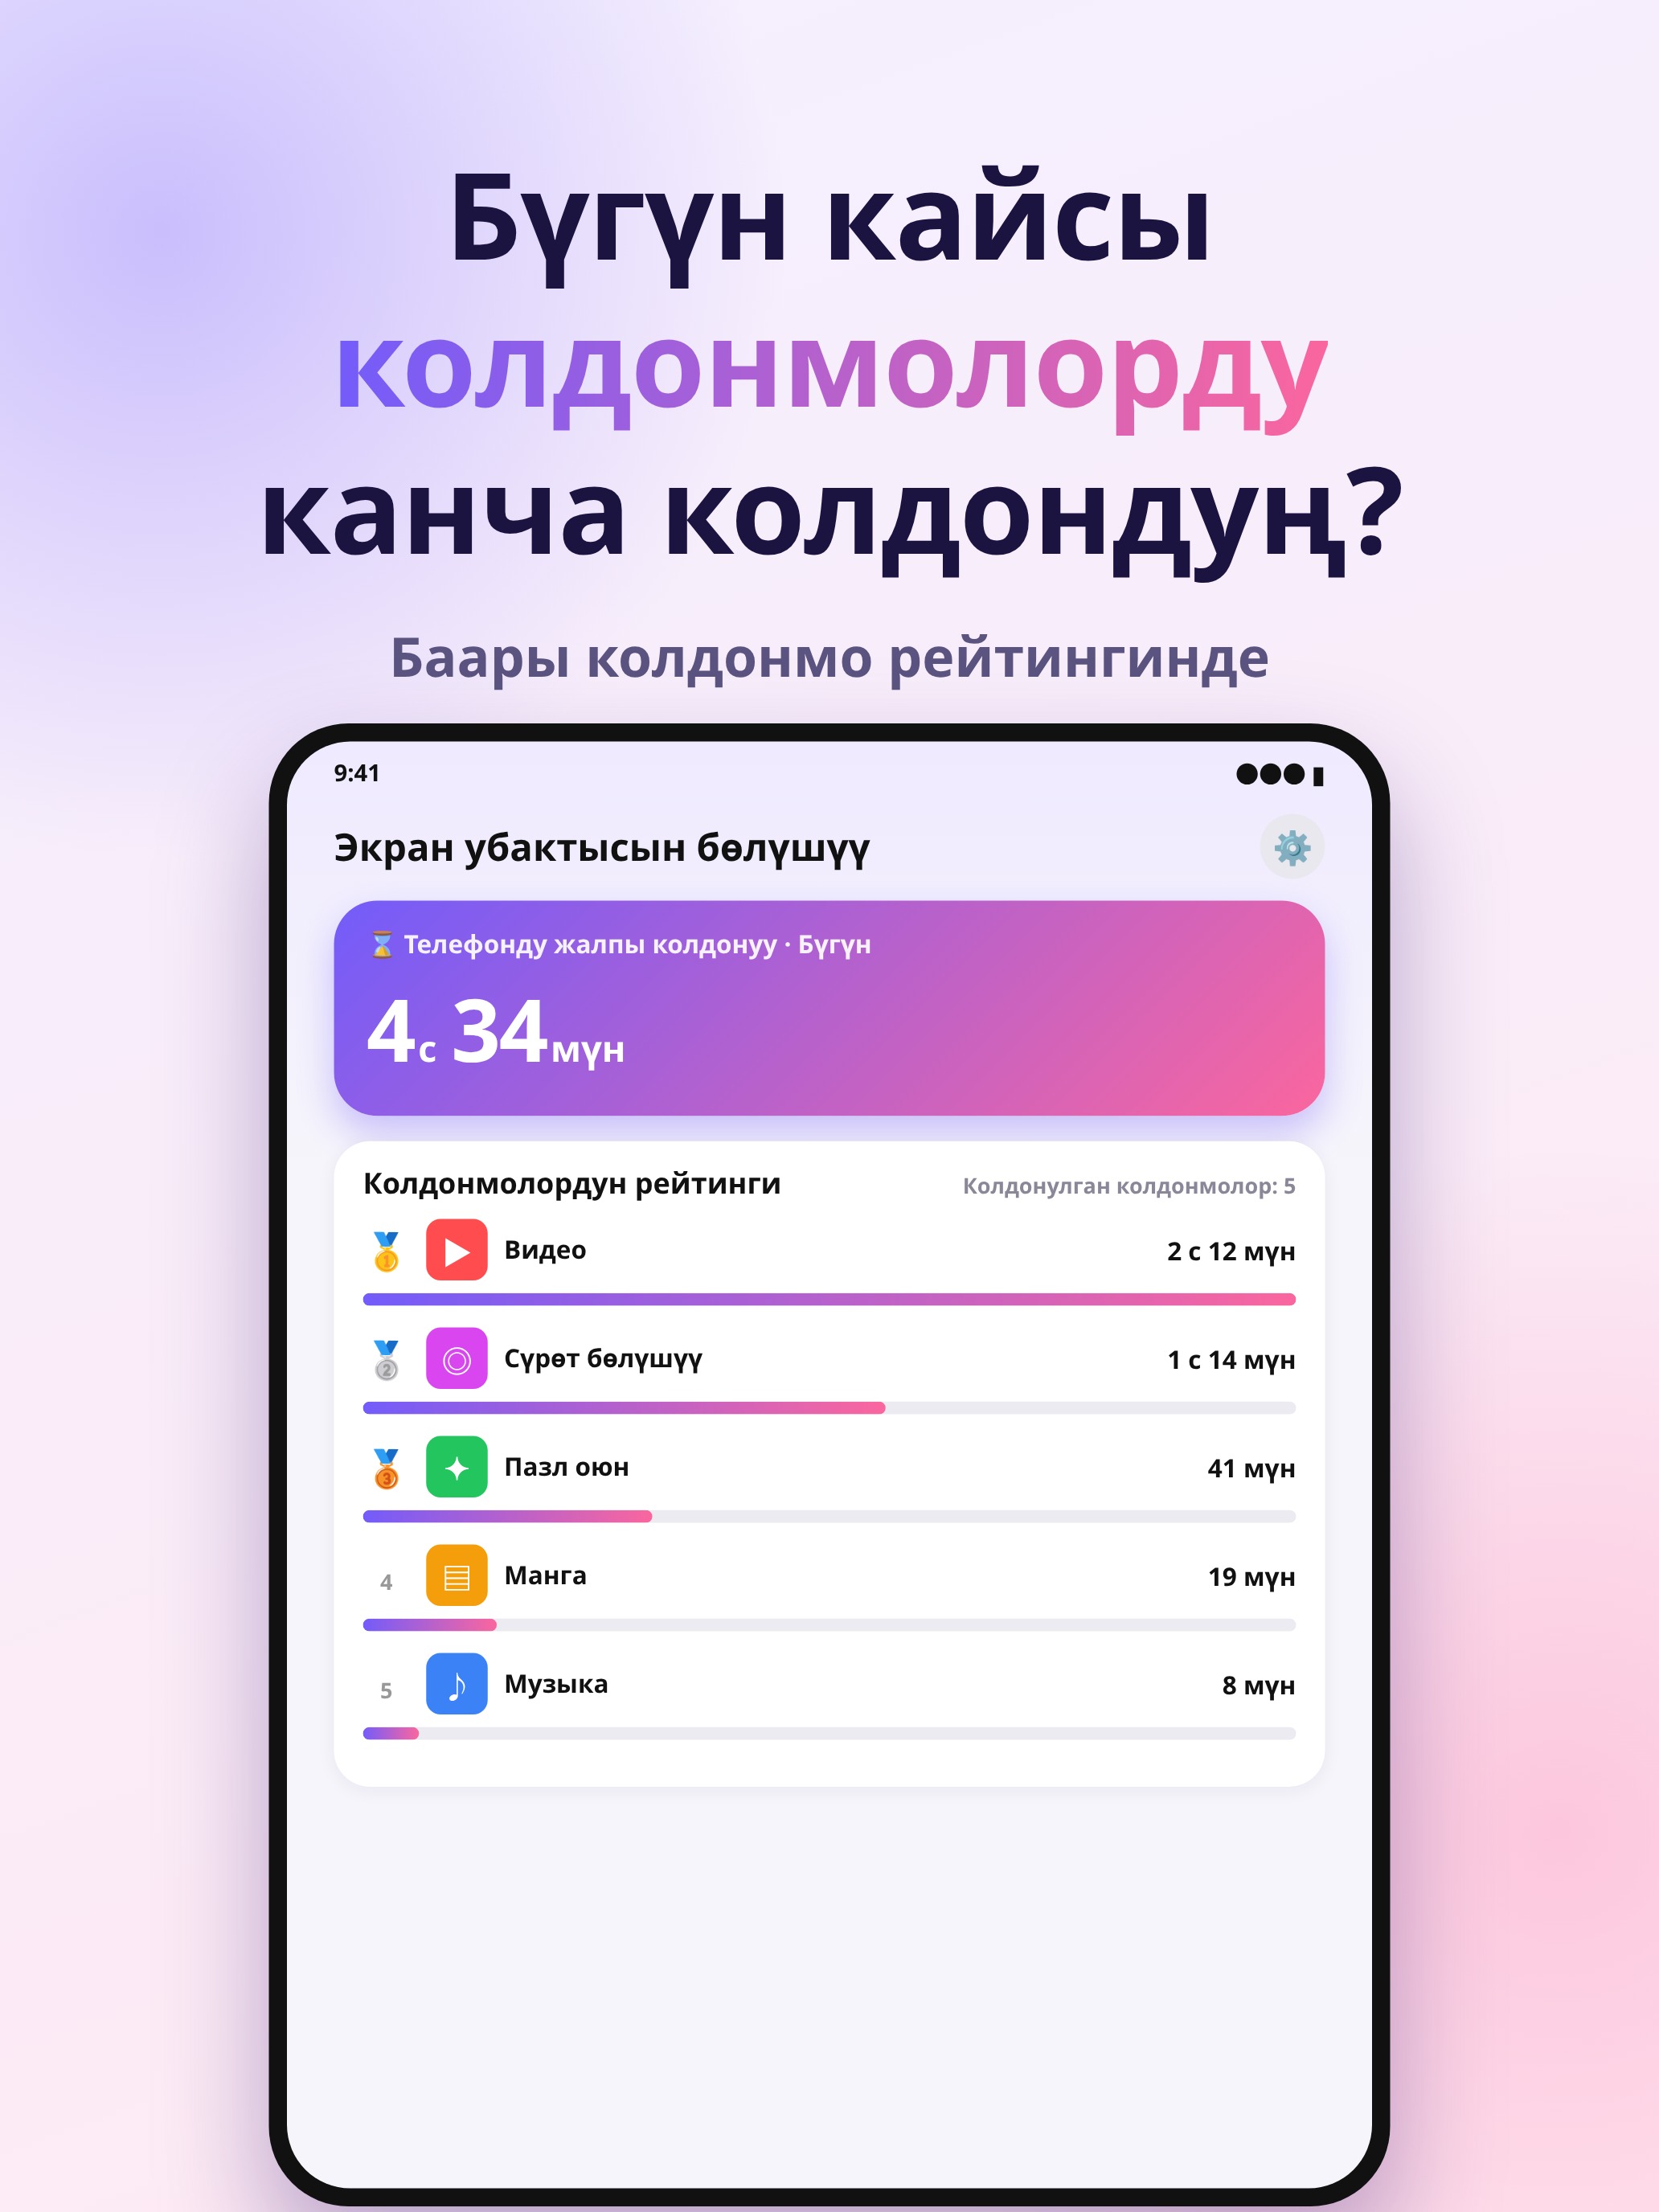 Бүгүн кайсы
колдонмолорду
канча колдондуң?
Баары колдонмо рейтингинде
9:41
Экран убактысын бөлүшүү
⌛ Телефонду жалпы колдонуу · Бүгүн
4с 34мүн
Колдонмолордун рейтинги
Колдонулган колдонмолор: 5
🥇 Видео 2 с 12 мүн
🥈 Сүрөт бөлүшүү 1 с 14 мүн
🥉 Пазл оюн 41 мүн
4 Манга 19 мүн
5 Музыка 8 мүн